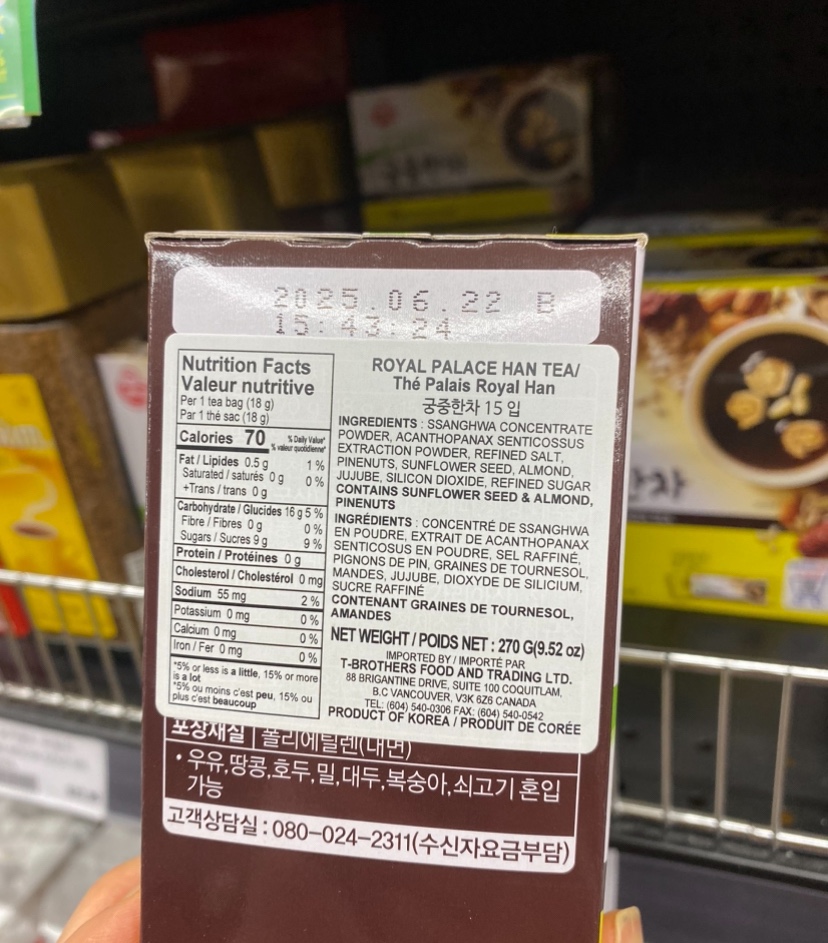 2025.06.22 B
15:43:24
Nutrition Facts
Valeur nutritive
Per 1 tea bag (18 g)
Par 1 thé sac (18 g)
Calories 70
% Daily Value*
% valeur quotidienne*
Fat / Lipides 0.5 g 1 %
Saturated / saturés 0 g 0 %
+Trans / trans 0 g
Carbohydrate / Glucides 16 g 5 %
Fibre / Fibres 0 g 0 %
Sugars / Sucres 9 g 9 %
Protein / Protéines 0 g
Cholesterol / Cholestérol 0 mg
Sodium 55 mg 2 %
Potassium 0 mg 0 %
Calcium 0 mg 0 %
Iron / Fer 0 mg 0 %
*5% or less is a little, 15% or more
is a lot
*5% ou moins c'est peu, 15% ou
plus c'est beaucoup
ROYAL PALACE HAN TEA/
Thé Palais Royal Han
궁중한차 15 입
INGREDIENTS : SSANGHWA CONCENTRATE
POWDER, ACANTHOPANAX SENTICOSSUS
EXTRACTION POWDER, REFINED SALT,
PINENUTS, SUNFLOWER SEED, ALMOND,
JUJUBE, SILICON DIOXIDE, REFINED SUGAR
CONTAINS SUNFLOWER SEED & ALMOND,
PINENUTS
INGRÉDIENTS : CONCENTRÉ DE SSANGHWA
EN POUDRE, EXTRAIT DE ACANTHOPANAX
SENTICOSUS EN POUDRE, SEL RAFFINÉ,
PIGNONS DE PIN, GRAINES DE TOURNESOL,
MANDES, JUJUBE, DIOXYDE DE SILICIUM,
SUCRE RAFFINÉ
CONTENANT GRAINES DE TOURNESOL,
AMANDES
NET WEIGHT / POIDS NET : 270 G(9.52 oz)
IMPORTED BY / IMPORTÉ PAR
T-BROTHERS FOOD AND TRADING LTD.
88 BRIGANTINE DRIVE, SUITE 100 COQUITLAM,
B.C VANCOUVER, V3K 6Z6 CANADA
TEL: (604) 540-0306 FAX: (604) 540-0542
PRODUCT OF KOREA / PRODUIT DE CORÉE
포장재질 폴리에틸렌(내면)
• 우유,땅콩,호두,밀,대두,복숭아,쇠고기 혼입
가능
고객상담실:080-024-2311(수신자요금부담)
한차